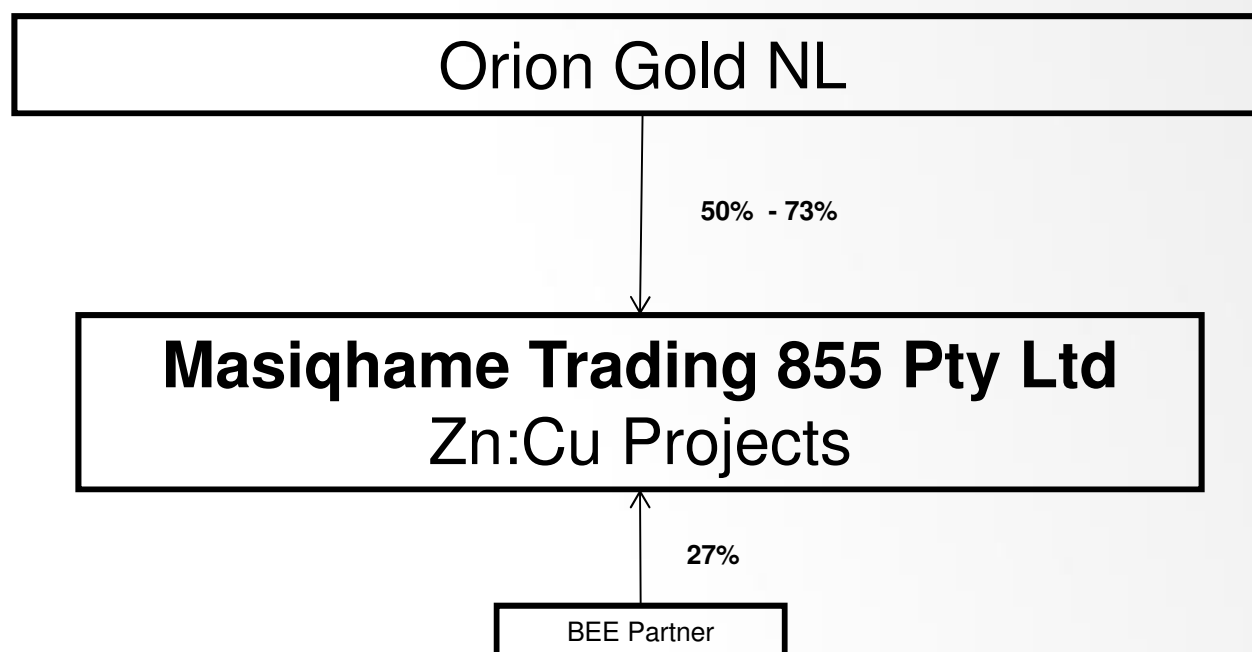 Orion Gold NL
50% - 73%
Masiqhame Trading 855 Pty Ltd
Zn:Cu Projects
27%
BEE Partner